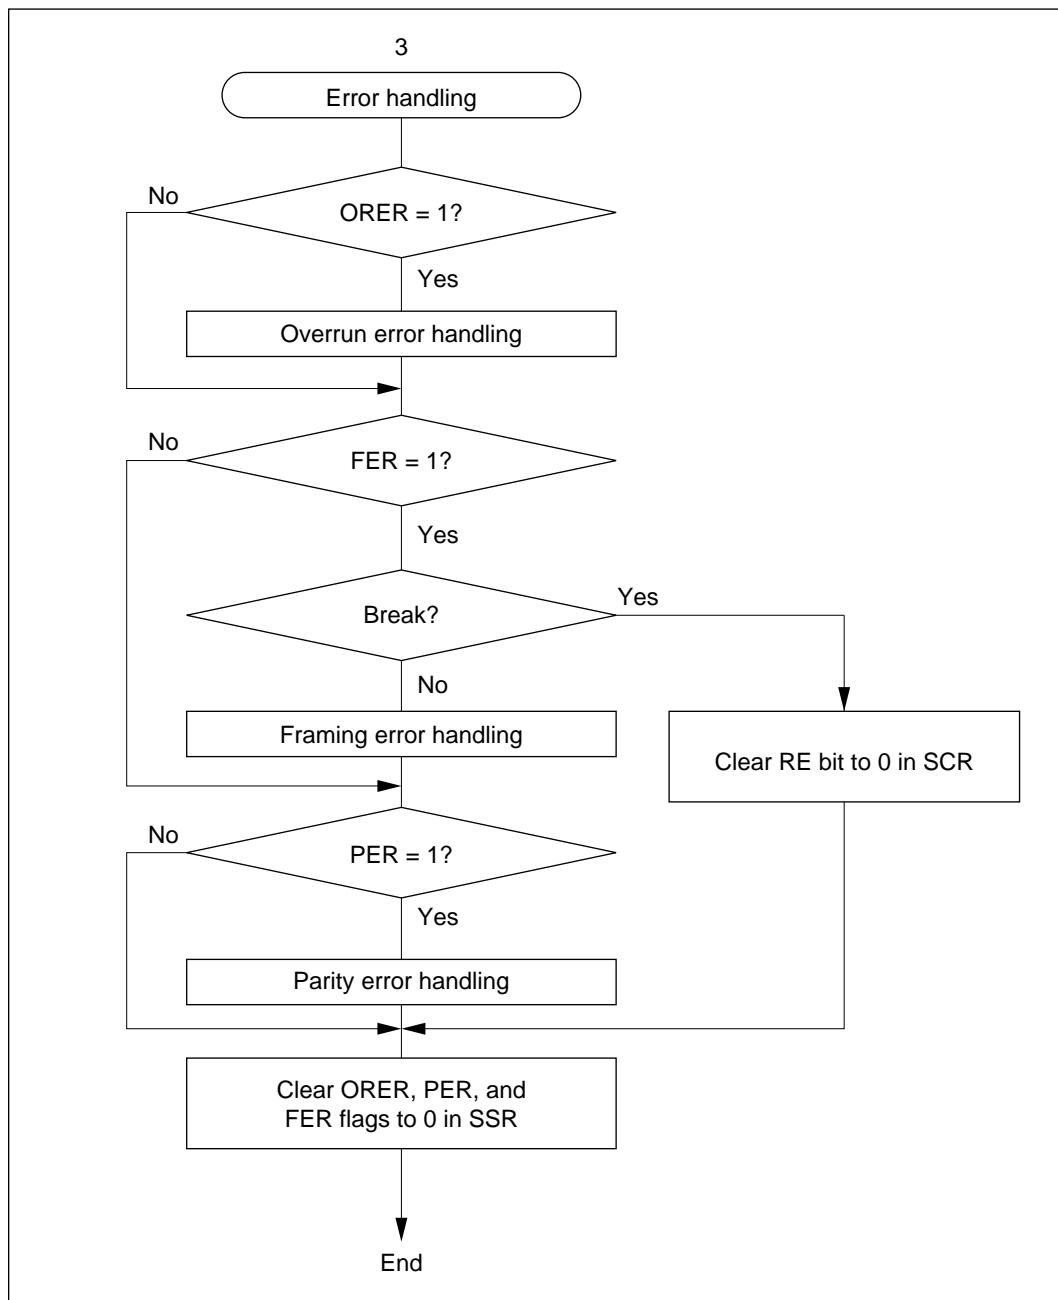 3
Error handling
No
ORER = 1?
Yes
Overrun error handling
No
FER = 1?
Yes
Break?
Yes
No
Framing error handling
Clear RE bit to 0 in SCR
No
PER = 1?
Yes
Parity error handling
Clear ORER, PER, and
FER flags to 0 in SSR
End